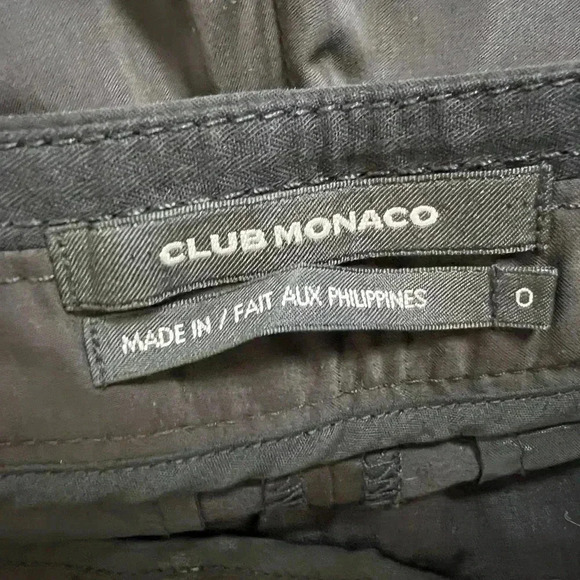 CLUB MONACO
MADE IN / FAIT AUX PHILIPPINES
0